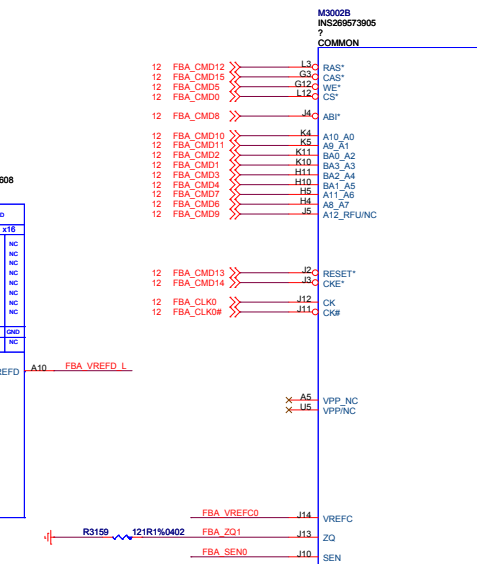 M3002B
INS269573905
?
COMMON
12 FBA_CMD12 L3 RAS*
12 FBA_CMD15 G3 CAS*
12 FBA_CMD5 G12 WE*
12 FBA_CMD0 L12 CS*
12 FBA_CMD8 J4 ABI*
12 FBA_CMD10 K4 A10_A0
12 FBA_CMD11 K5 A9_A1
12 FBA_CMD2 K11 BA0_A2
12 FBA_CMD1 K10 BA3_A3
12 FBA_CMD3 H11 BA2_A4
12 FBA_CMD4 H10 BA1_A5
12 FBA_CMD7 H5 A11_A6
12 FBA_CMD6 H4 A8_A7
12 FBA_CMD9 J5 A12_RFU/NC
608
D
x16
NC
NC
NC
NC
NC
NC
NC
NC
GND
NC
12 FBA_CMD13 J2 RESET*
12 FBA_CMD14 J3 CKE*
12 FBA_CLK0 J12 CK
12 FBA_CLK0# J11 CK#
EFD A10 FBA_VREFD_L
A5 VPP_NC
U5 VPP/NC
FBA_VREFC0 J14 VREFC
R3159 121R1%0402 FBA_ZQ1 J13 ZQ
FBA_SEN0 J10 SEN